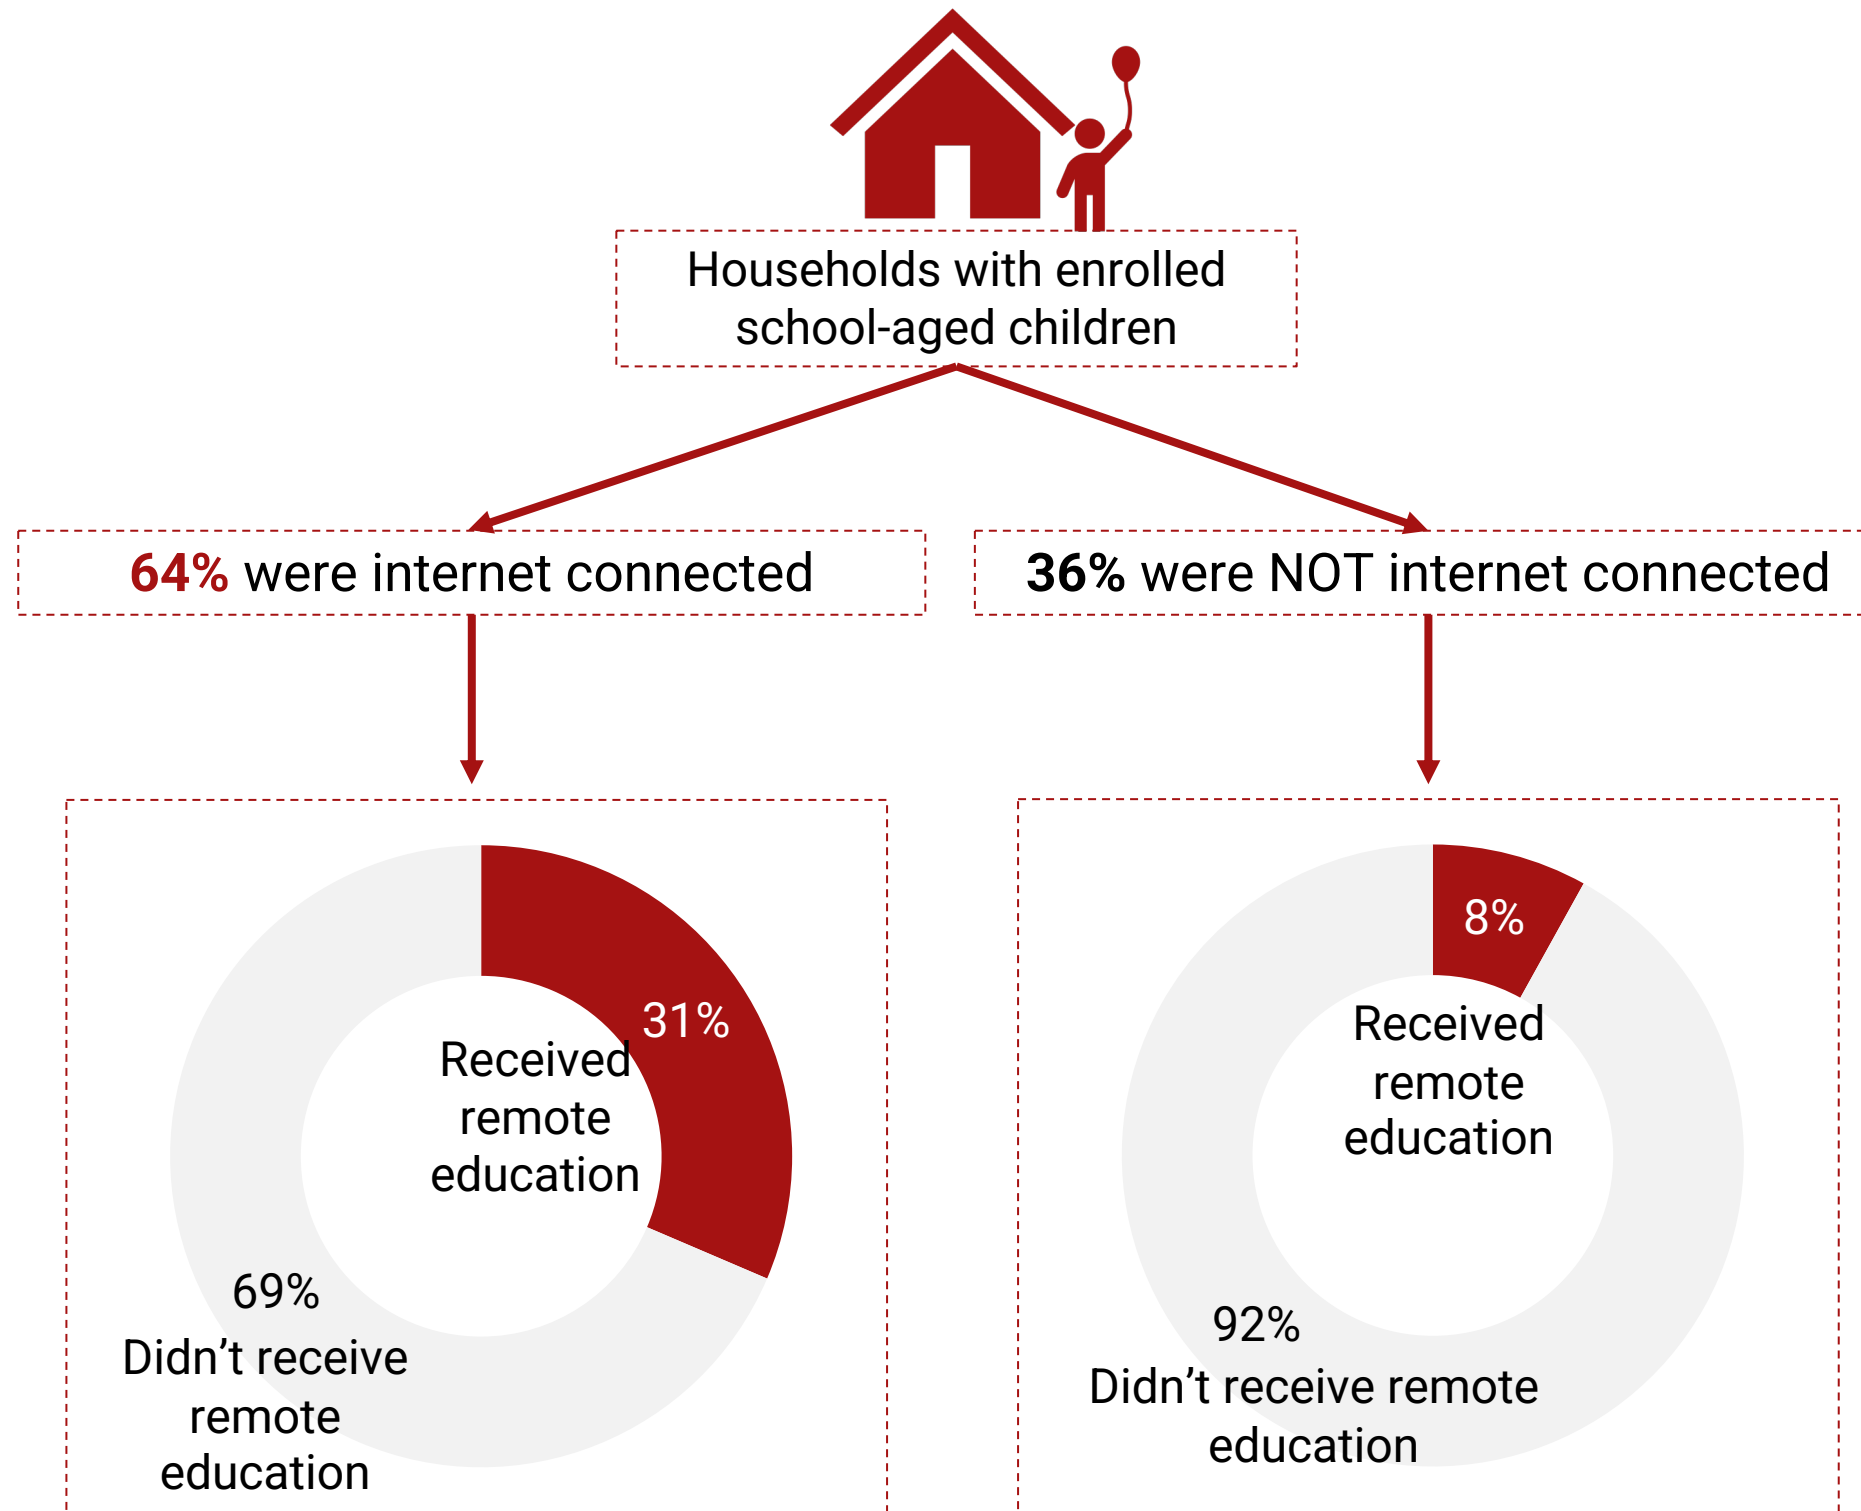 Households with enrolled
school-aged children
64% were internet connected
36% were NOT internet connected
31%
Received
remote
education
69%
Didn’t receive
remote
education
8%
Received
remote
education
92%
Didn’t receive remote
education